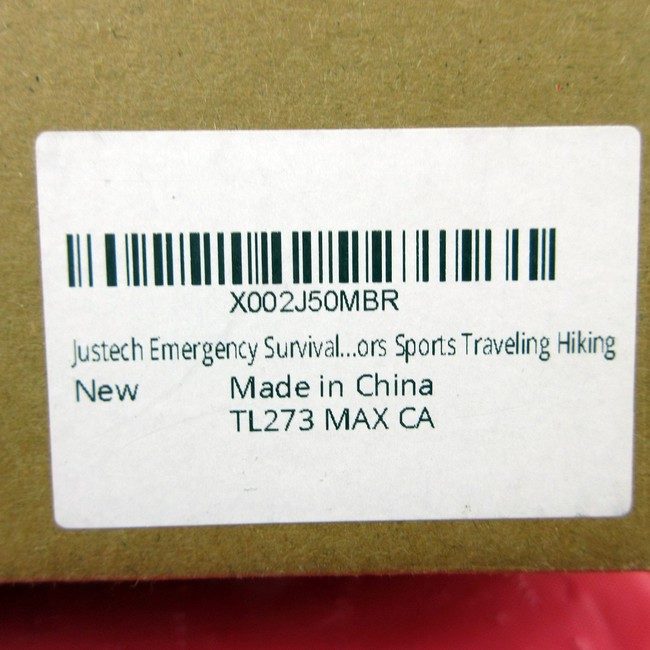 X002J50MBR
Justech Emergency Survival...ors Sports Traveling Hiking
New Made in China
TL273 MAX CA